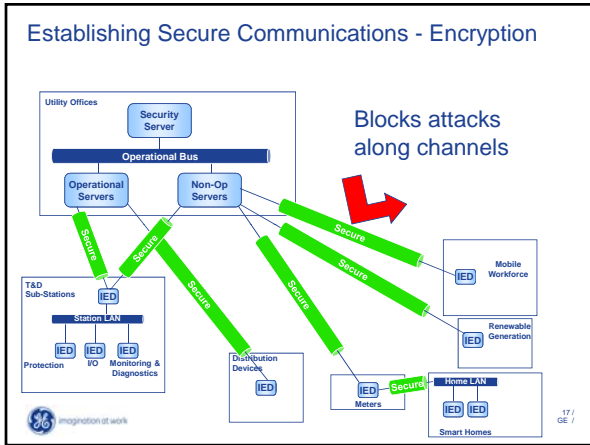 Establishing Secure Communications - Encryption
Utility Offices
Security
Server
Blocks attacks
along channels
Operational Bus
Operational
Servers
Non-Op
Servers
Secure
Secure
Secure
Secure
Secure
Secure
T&D
Sub-Stations
IED
Station LAN
IED
IED
IED
Protection
I/O
Monitoring &
Diagnostics
Distribution
Devices
IED
IED
Meters
Secure
Home LAN
IED
IED
Smart Homes
IED
Mobile
Workforce
IED
Renewable
Generation
GE imagination at work
17 /
GE /